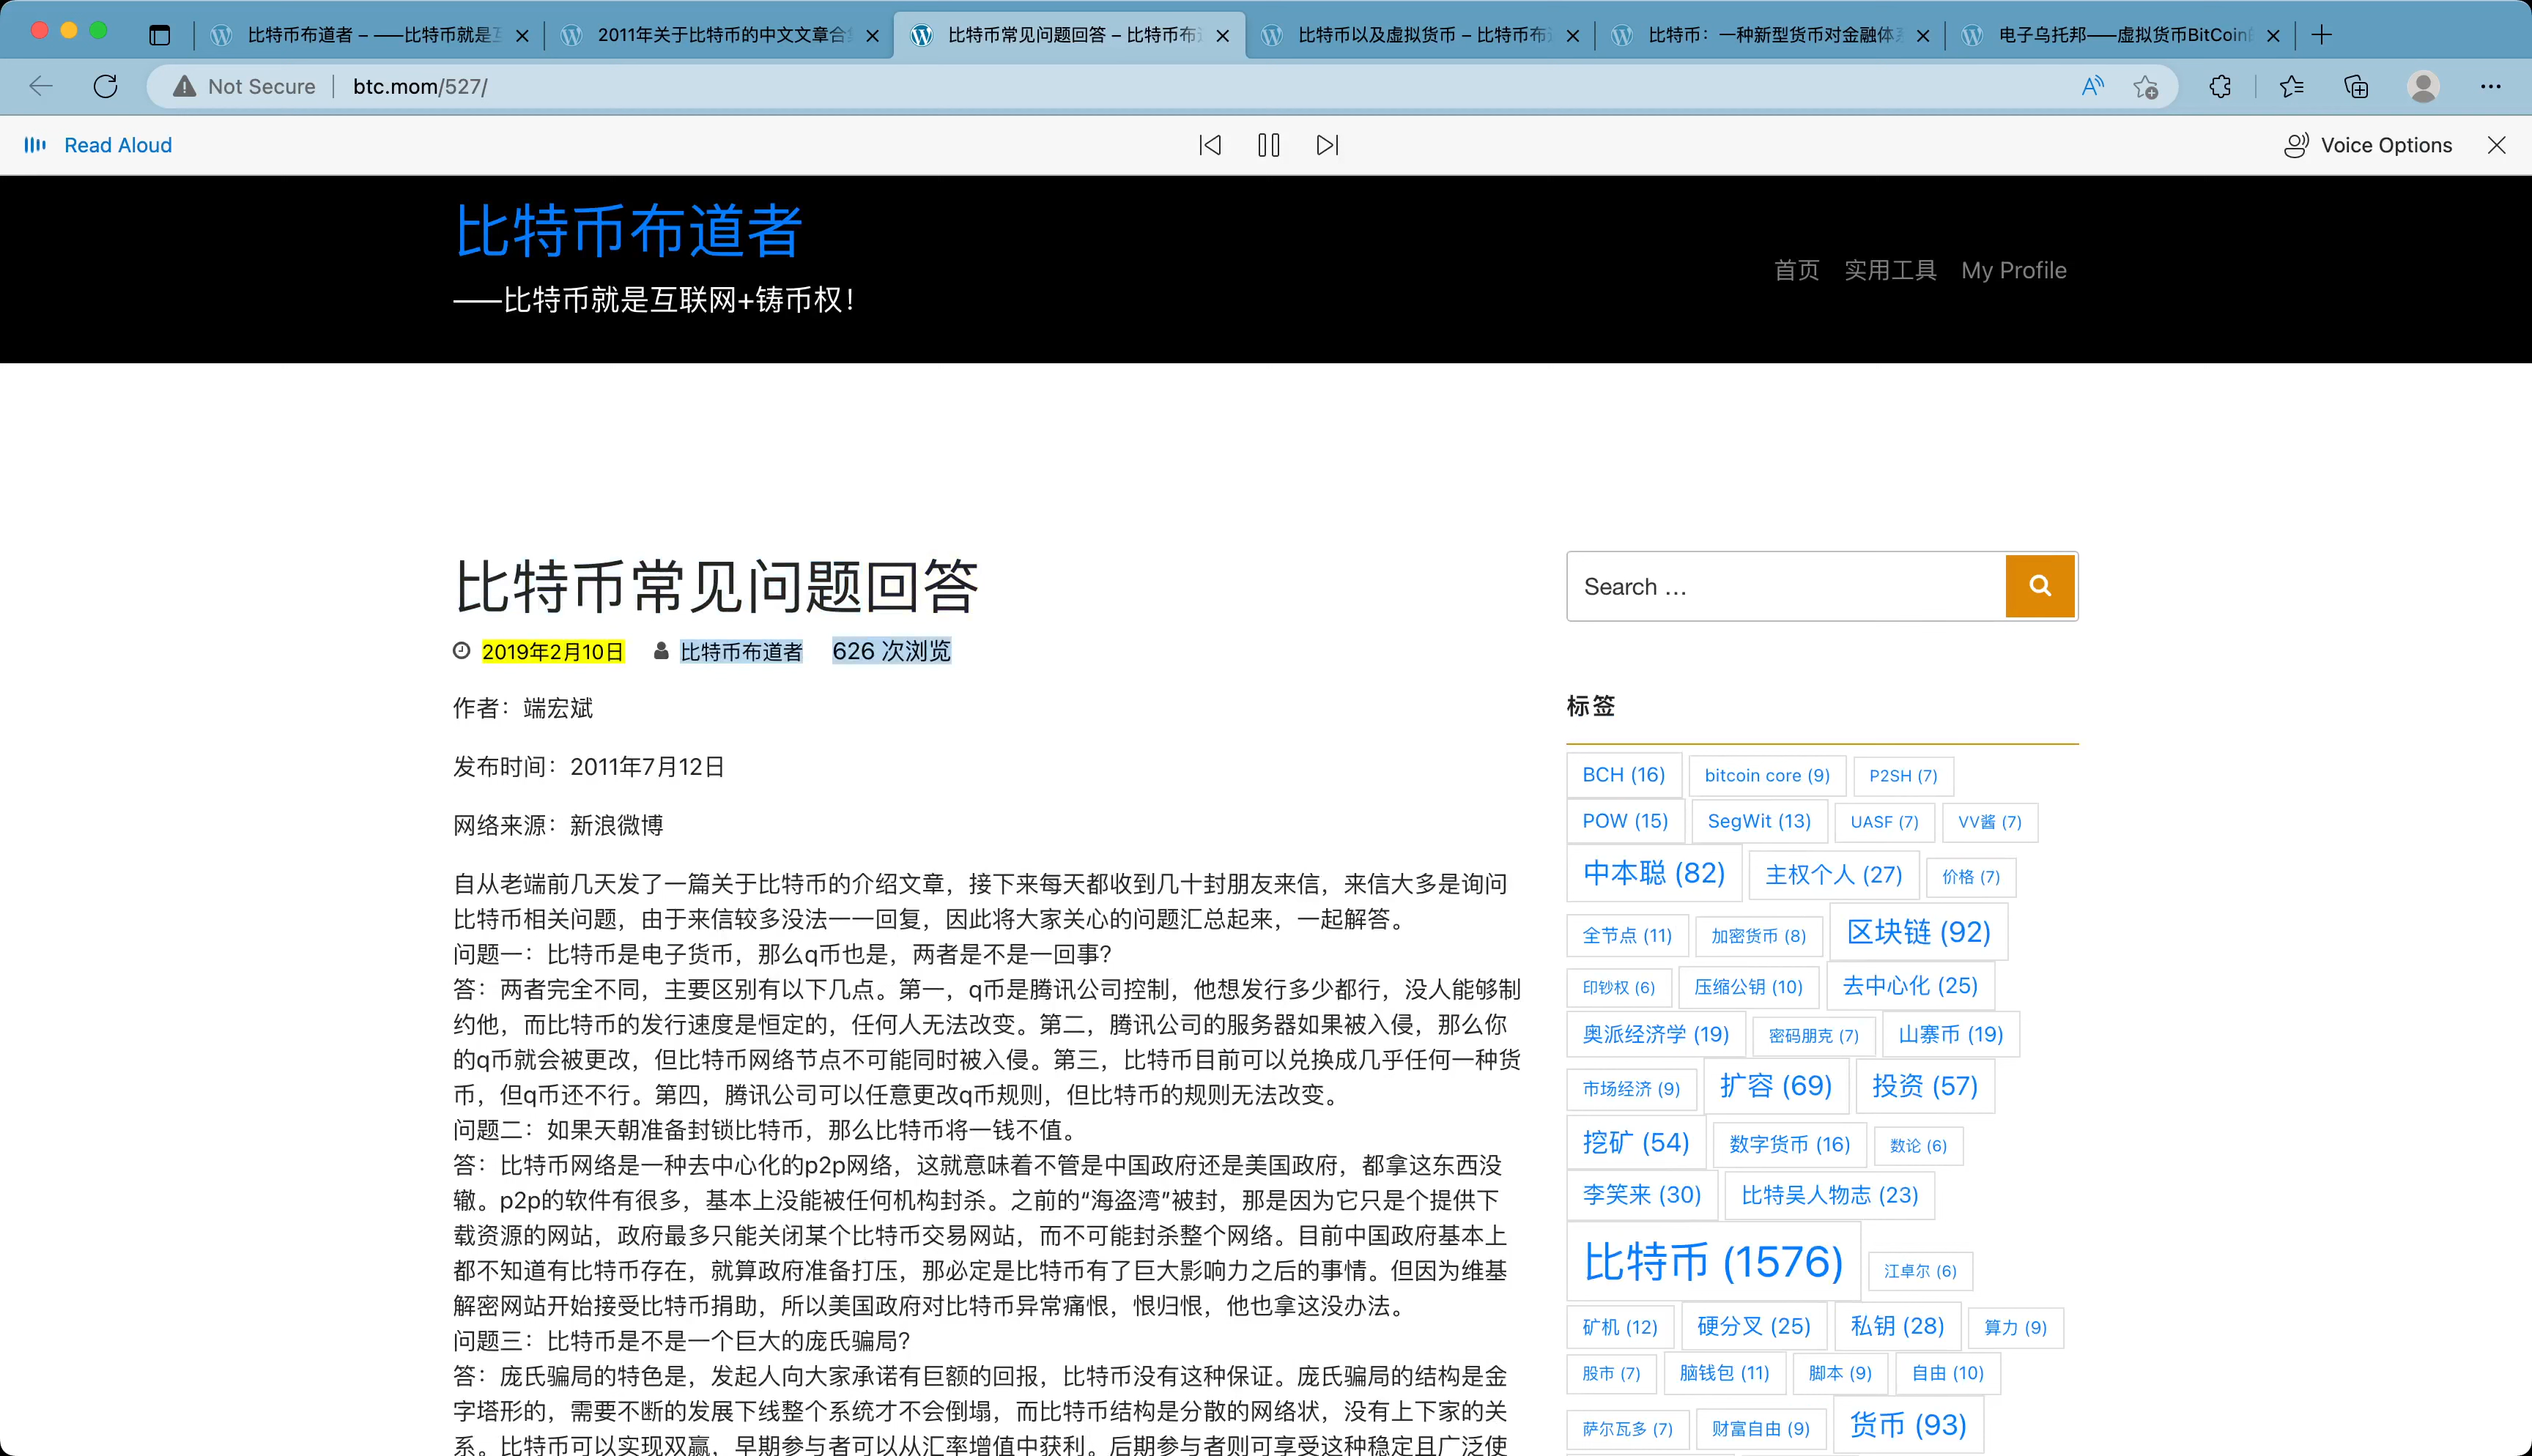 比特币布道者 – ——比特币就是互
2011年关于比特币的中文文章合集
比特币常见问题回答 – 比特币布道
比特币以及虚拟货币 – 比特币布道
比特币：一种新型货币对金融体系
电子乌托邦——虚拟货币BitCoin的
Not Secure
btc.mom/527/
Read Aloud
Voice Options
比特币布道者
——比特币就是互联网+铸币权！
首页 实用工具 My Profile
比特币常见问题回答
2019年2月10日 比特币布道者 626 次浏览
作者：端宏斌
发布时间：2011年7月12日
网络来源：新浪微博
自从老端前几天发了一篇关于比特币的介绍文章，接下来每天都收到几十封朋友来信，来信大多是询问
比特币相关问题，由于来信较多没法一一回复，因此将大家关心的问题汇总起来，一起解答。
问题一：比特币是电子货币，那么q币也是，两者是不是一回事？
答：两者完全不同，主要区别有以下几点。第一，q币是腾讯公司控制，他想发行多少都行，没人能够制
约他，而比特币的发行速度是恒定的，任何人无法改变。第二，腾讯公司的服务器如果被入侵，那么你
的q币就会被更改，但比特币网络节点不可能同时被入侵。第三，比特币目前可以兑换成几乎任何一种货
币，但q币还不行。第四，腾讯公司可以任意更改q币规则，但比特币的规则无法改变。
问题二：如果天朝准备封锁比特币，那么比特币将一钱不值。
答：比特币网络是一种去中心化的p2p网络，这就意味着不管是中国政府还是美国政府，都拿这东西没
辙。p2p的软件有很多，基本上没能被任何机构封杀。之前的“海盗湾”被封，那是因为它只是个提供下
载资源的网站，政府最多只能关闭某个比特币交易网站，而不可能封杀整个网络。目前中国政府基本上
都不知道有比特币存在，就算政府准备打压，那必定是比特币有了巨大影响力之后的事情。但因为维基
解密网站开始接受比特币捐助，所以美国政府对比特币异常痛恨，恨归恨，他也拿这没办法。
问题三：比特币是不是一个巨大的庞氏骗局？
答：庞氏骗局的特色是，发起人向大家承诺有巨额的回报，比特币没有这种保证。庞氏骗局的结构是金
字塔形的，需要不断的发展下线整个系统才不会倒塌，而比特币结构是分散的网络状，没有上下家的关
系。比特币可以实现双赢，早期参与者可以从汇率增值中获利。后期参与者则可享受这种稳定且广泛使
Search …
标签
BCH (16) bitcoin core (9) P2SH (7)
POW (15) SegWit (13) UASF (7) VV酱 (7)
中本聪 (82) 主权个人 (27) 价格 (7)
全节点 (11) 加密货币 (8) 区块链 (92)
印钞权 (6) 压缩公钥 (10) 去中心化 (25)
奥派经济学 (19) 密码朋克 (7) 山寨币 (19)
市场经济 (9) 扩容 (69) 投资 (57)
挖矿 (54) 数字货币 (16) 数论 (6)
李笑来 (30) 比特吴人物志 (23)
比特币 (1576) 江卓尔 (6)
矿机 (12) 硬分叉 (25) 私钥 (28) 算力 (9)
股市 (7) 脑钱包 (11) 脚本 (9) 自由 (10)
萨尔瓦多 (7) 财富自由 (9) 货币 (93)